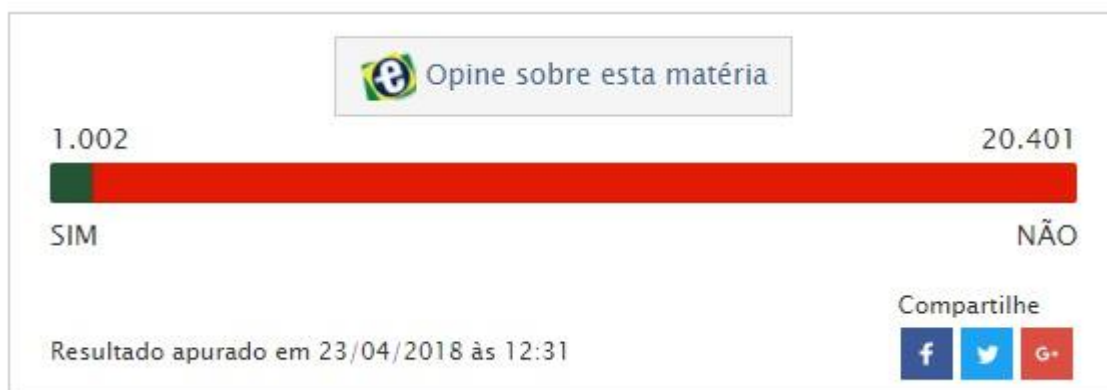 Opine sobre esta matéria
1.002
20.401
SIM
NÃO
Compartilhe
Resultado apurado em 23/04/2018 às 12:31
f
G+